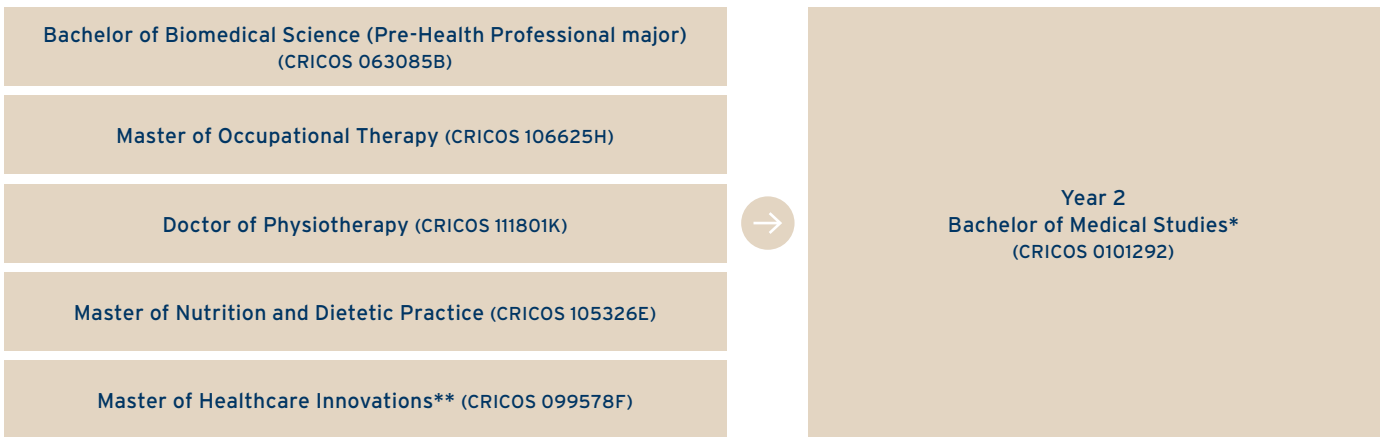 Bachelor of Biomedical Science (Pre-Health Professional major)
(CRICOS 063085B)
Master of Occupational Therapy (CRICOS 106625H)
Doctor of Physiotherapy (CRICOS 111801K)
Master of Nutrition and Dietetic Practice (CRICOS 105326E)
Master of Healthcare Innovations** (CRICOS 099578F)
Year 2
Bachelor of Medical Studies*
(CRICOS 0101292)